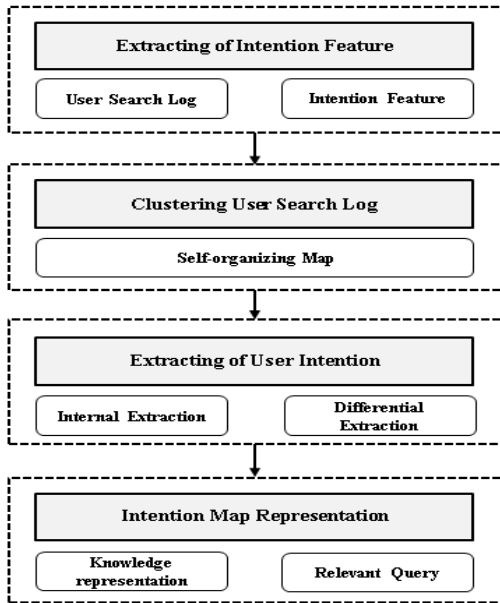 Extracting of Intention Feature
User Search Log
Intention Feature
Clustering User Search Log
Self-organizing Map
Extracting of User Intention
Internal Extraction
Differential
Extraction
Intention Map Representation
Knowledge
representation
Relevant Query